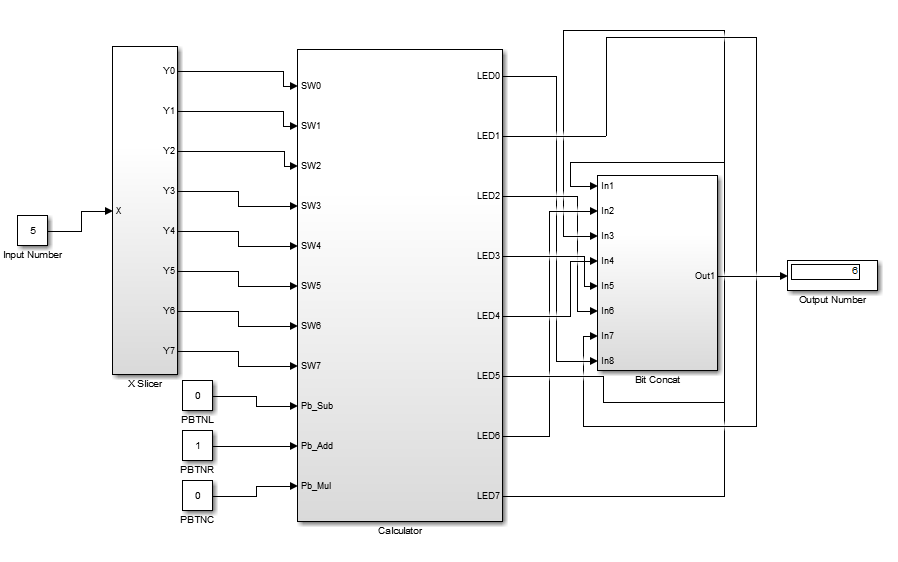 5
Input Number
X
Y0
Y1
Y2
Y3
Y4
Y5
Y6
Y7
X Slicer
0
PBTNL
1
PBTNR
0
PBTNC
SW0
SW1
SW2
SW3
SW4
SW5
SW6
SW7
Pb_Sub
Pb_Add
Pb_Mul
LED0
LED1
LED2
LED3
LED4
LED5
LED6
LED7
Calculator
In1
In2
In3
In4
In5
In6
In7
In8
Out1
Bit Concat
6
Output Number